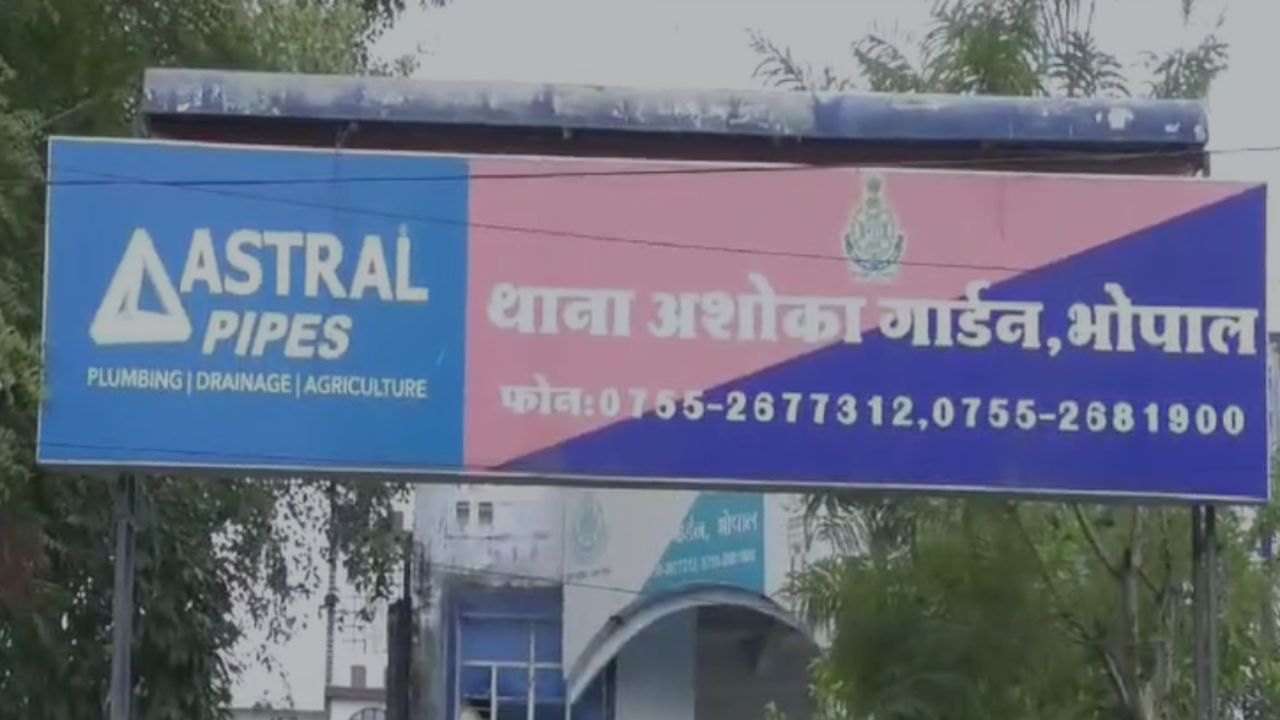 ASTRAL
PIPES
PLUMBING | DRAINAGE | AGRICULTURE
थाना अशोका गार्डन, भोपाल
फोन:0755-2677312,0755-2681900
भोपाल